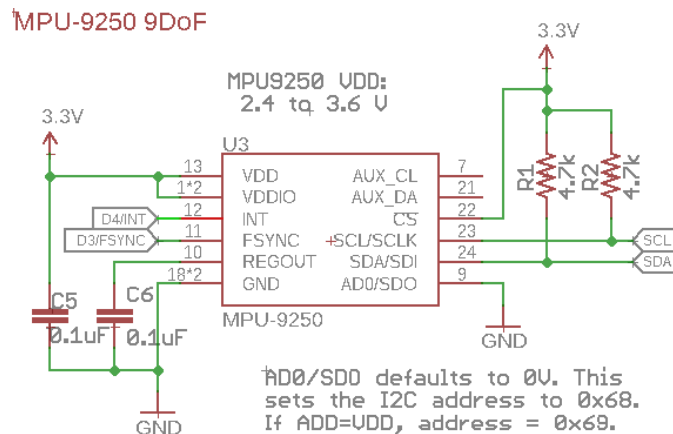 MPU-9250 9DoF
3.3V
MPU9250 VDD:
2.4 to 3.6 V
3.3V
U3
13 VDD AUX_CL 7
1*2 VDDIO AUX_DA 21
D4/INT 12 INT CS 22
D3/FSYNC 11 FSYNC SCL/SCLK 23 SCL
10 REGOUT SDA/SDI 24 SDA
18*2 GND AD0/SDO 9
R1 4.7k
R2 4.7k
C5 0.1uF
C6 0.1uF
MPU-9250
GND
GND
AD0/SDO defaults to 0V. This
sets the I2C address to 0x68.
If ADD=VDD, address = 0x69.